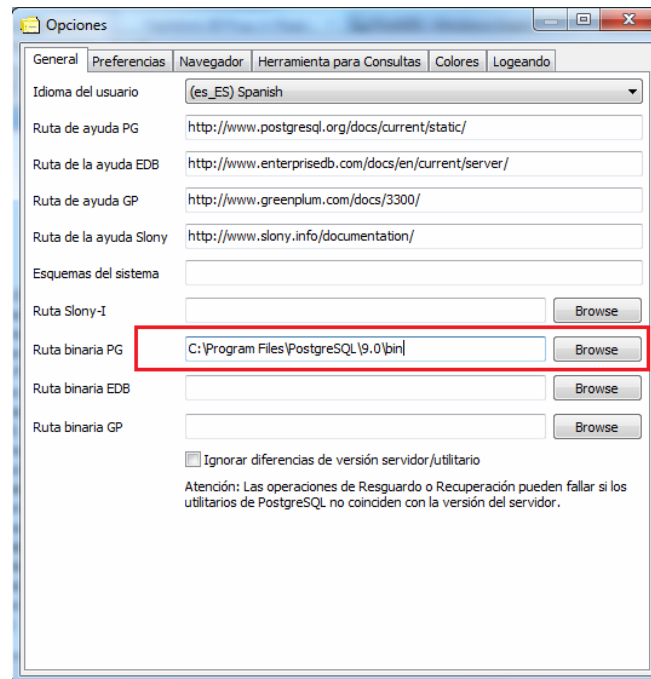 Opciones
General Preferencias Navegador Herramienta para Consultas Colores Logeando
Idioma del usuario (es_ES) Spanish
Ruta de ayuda PG http://www.postgresql.org/docs/current/static/
Ruta de la ayuda EDB http://www.enterprisedb.com/docs/en/current/server/
Ruta de ayuda GP http://www.greenplum.com/docs/3300/
Ruta de la ayuda Slony http://www.slony.info/documentation/
Esquemas del sistema
Ruta Slony-I Browse
Ruta binaria PG C:\Program Files\PostgreSQL\9.0\bin Browse
Ruta binaria EDB Browse
Ruta binaria GP Browse
Ignorar diferencias de versión servidor/utilitario
Atención: Las operaciones de Resguardo o Recuperación pueden fallar si los
utilitarios de PostgreSQL no coinciden con la versión del servidor.